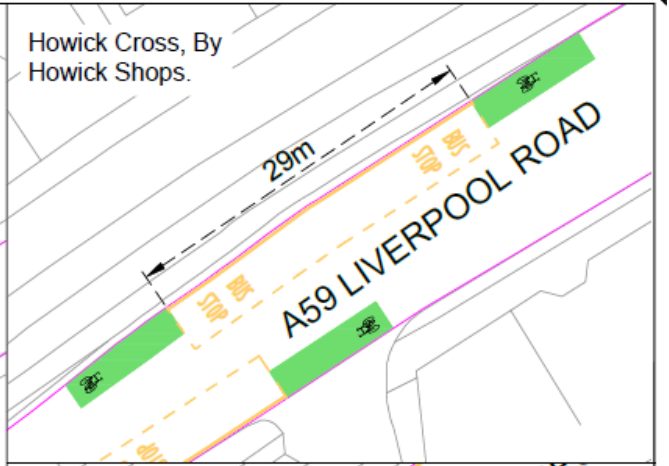 Howick Cross, By
Howick Shops.
29m
BUS
STOP
A59 LIVERPOOL ROAD
BUS
STOP